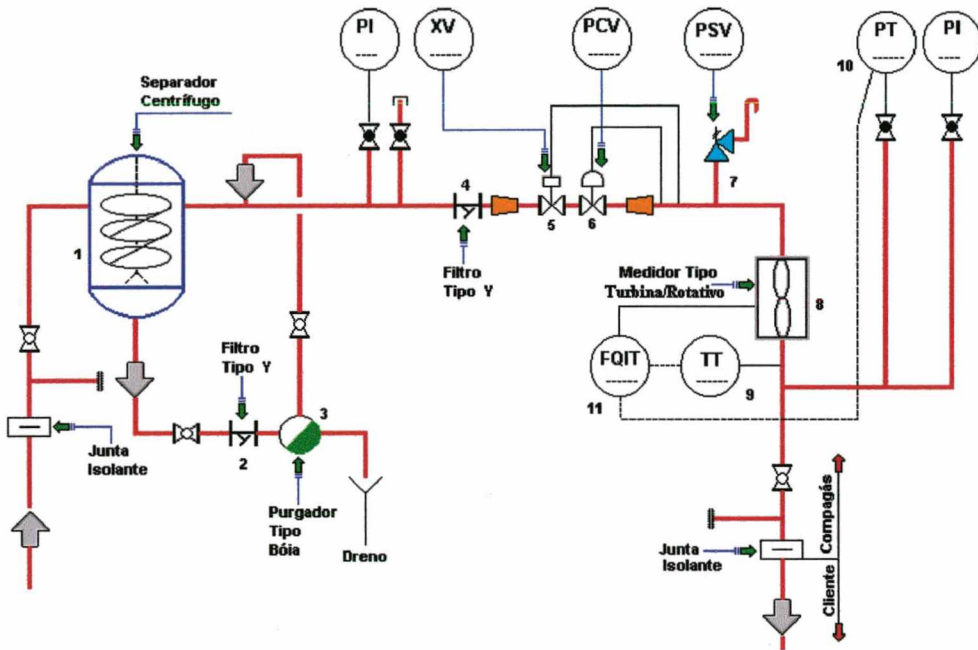 PI
XV
PCV
PSV
PT
PI
10
Separador
Centrífugo
1
4
5
6
7
Filtro
Tipo Y
Medidor Tipo
Turbina/Rotativo
8
FQIT
TT
9
11
Filtro
Tipo Y
3
2
Junta
Isolante
Purgador
Tipo
Bóia
Dreno
Junta
Isolante
Compagás
Cliente